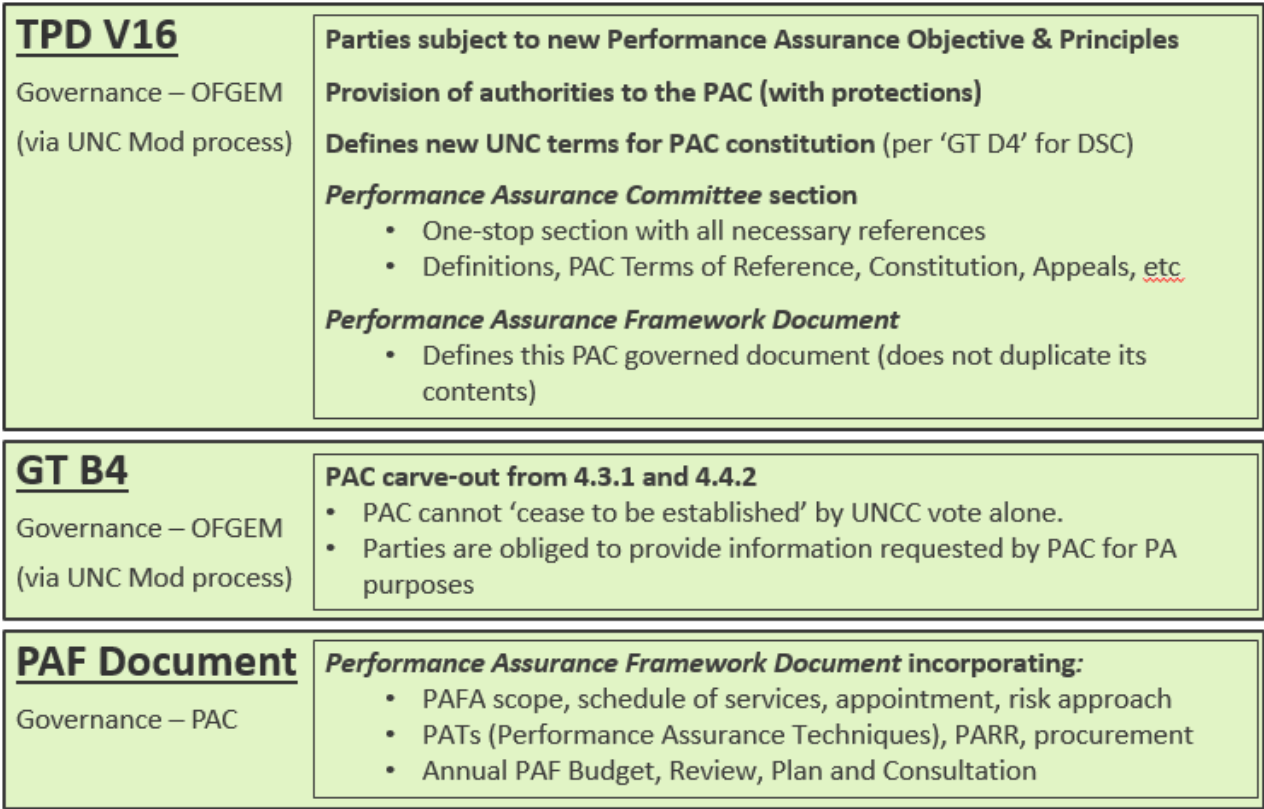 TPD V16
Governance – OFGEM
(via UNC Mod process)
Parties subject to new Performance Assurance Objective & Principles
Provision of authorities to the PAC (with protections)
Defines new UNC terms for PAC constitution (per ‘GT D4’ for DSC)
Performance Assurance Committee section
• One-stop section with all necessary references
• Definitions, PAC Terms of Reference, Constitution, Appeals, etc
Performance Assurance Framework Document
• Defines this PAC governed document (does not duplicate its
contents)
GT B4
Governance – OFGEM
(via UNC Mod process)
PAC carve-out from 4.3.1 and 4.4.2
• PAC cannot ‘cease to be established’ by UNCC vote alone.
• Parties are obliged to provide information requested by PAC for PA
purposes
PAF Document
Governance – PAC
Performance Assurance Framework Document incorporating:
• PAFA scope, schedule of services, appointment, risk approach
• PATs (Performance Assurance Techniques), PARR, procurement
• Annual PAF Budget, Review, Plan and Consultation